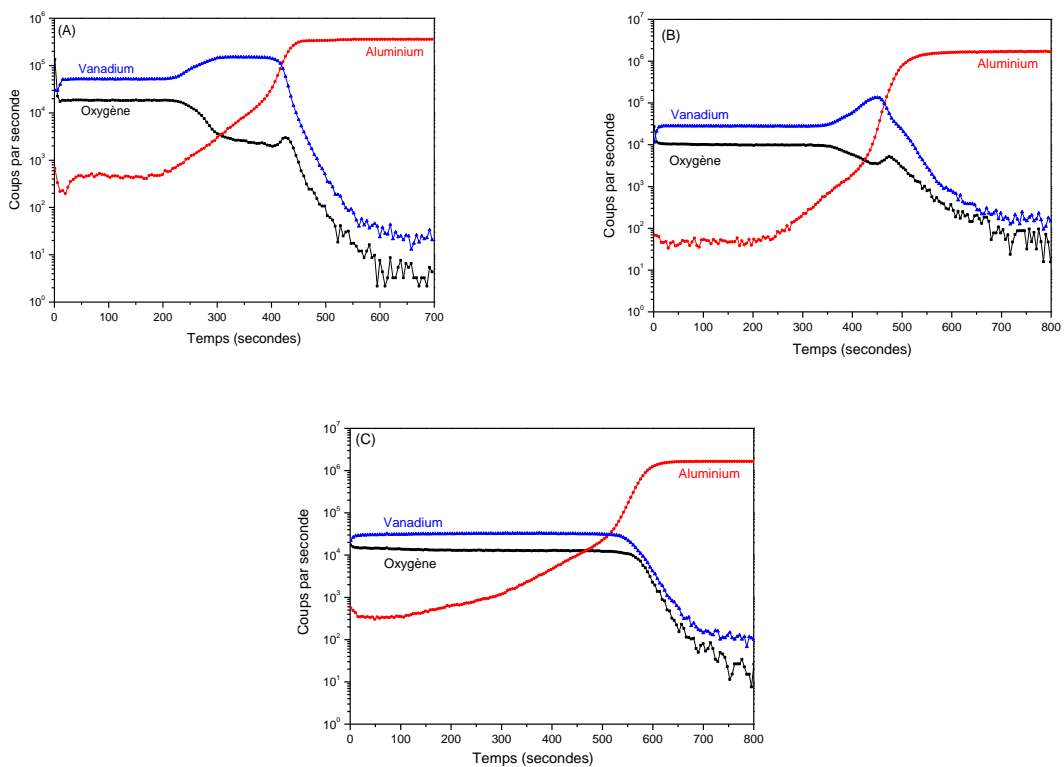 (A)
10^6
10^5
10^4
10^3
10^2
10^1
10^0
Coups par seconde
Vanadium
Oxygène
Aluminium
0 100 200 300 400 500 600 700
Temps (secondes)
(B)
10^7
10^6
10^5
10^4
10^3
10^2
10^1
10^0
Coups par seconde
Aluminium
Vanadium
Oxygène
0 100 200 300 400 500 600 700 800
Temps (secondes)
(C)
10^7
10^6
10^5
10^4
10^3
10^2
10^1
10^0
Coups par seconde
Aluminium
Vanadium
Oxygène
0 100 200 300 400 500 600 700 800
Temps (secondes)